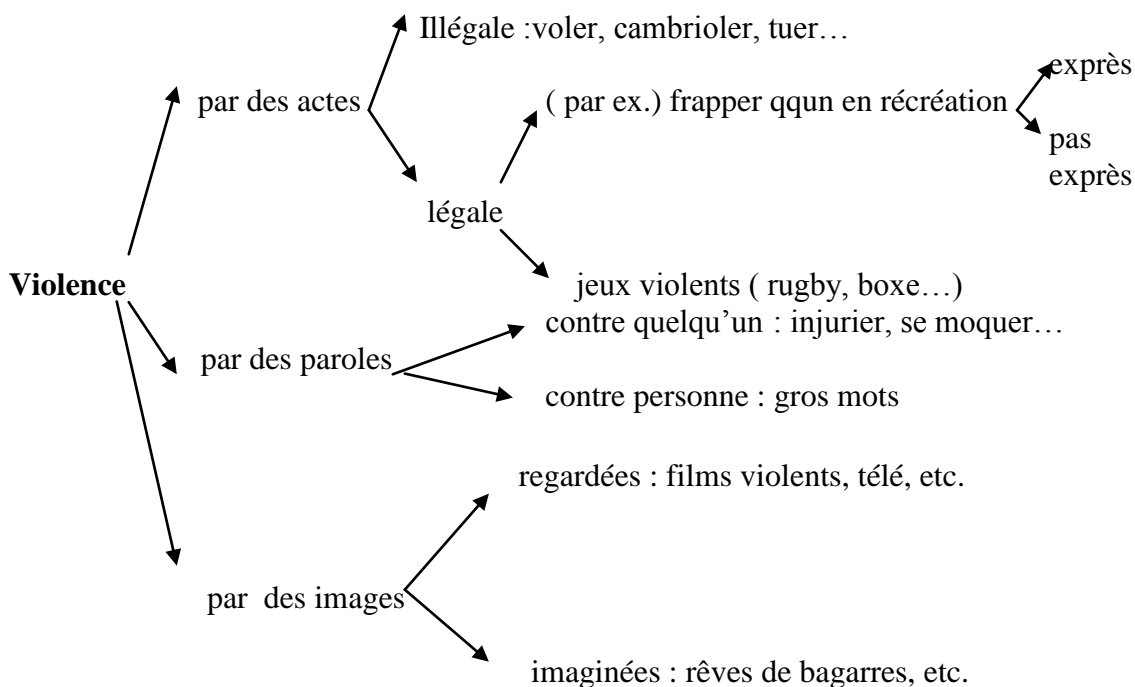 Illégale :voler, cambrioler, tuer…
exprès
par des actes
( par ex.) frapper qqun en récréation
pas
exprès
légale
Violence
jeux violents ( rugby, boxe…)
contre quelqu’un : injurier, se moquer…
par des paroles
contre personne : gros mots
regardées : films violents, télé, etc.
par des images
imaginées : rêves de bagarres, etc.